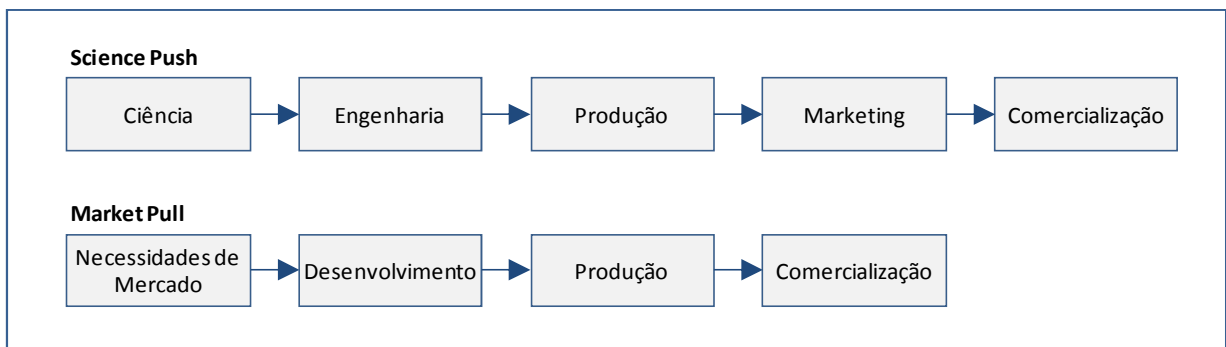 Science Push
Ciência
Engenharia
Produção
Marketing
Comercialização
Market Pull
Necessidades de
Mercado
Desenvolvimento
Produção
Comercialização